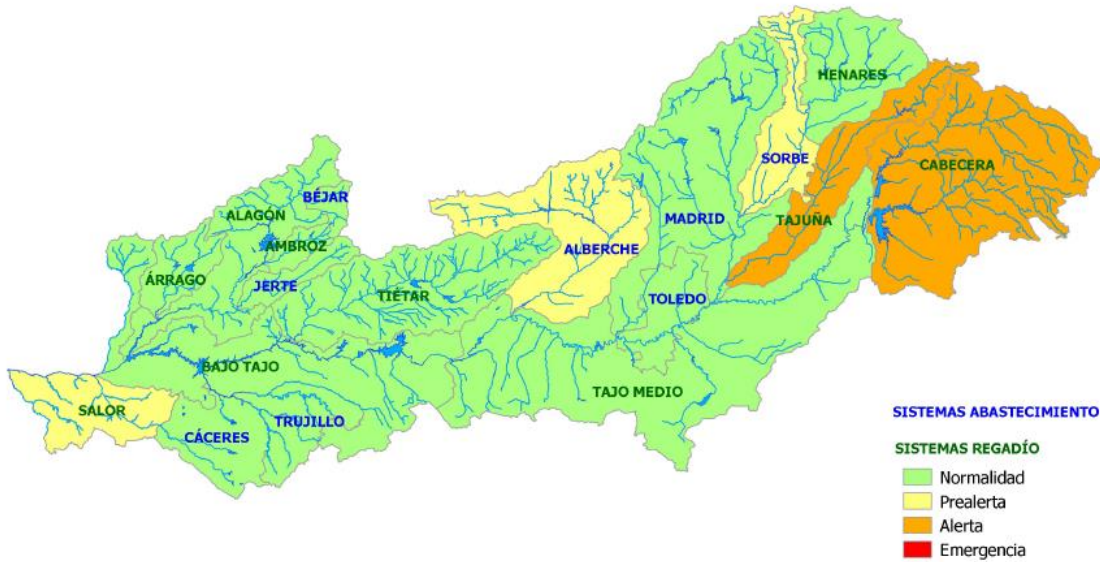 HENARES
SORBE
CABECERA
BÉJAR
ALAGÓN
MADRID
TAJUÑA
AMBROZ
ALBERCHE
ÁRRAGO
JERTE
TIÉTAR
TOLEDO
BAJO TAJO
TAJO MEDIO
SALOR
TRUJILLO
CÁCERES
SISTEMAS ABASTECIMIENTO
SISTEMAS REGADÍO
Normalidad
Prealerta
Alerta
Emergencia